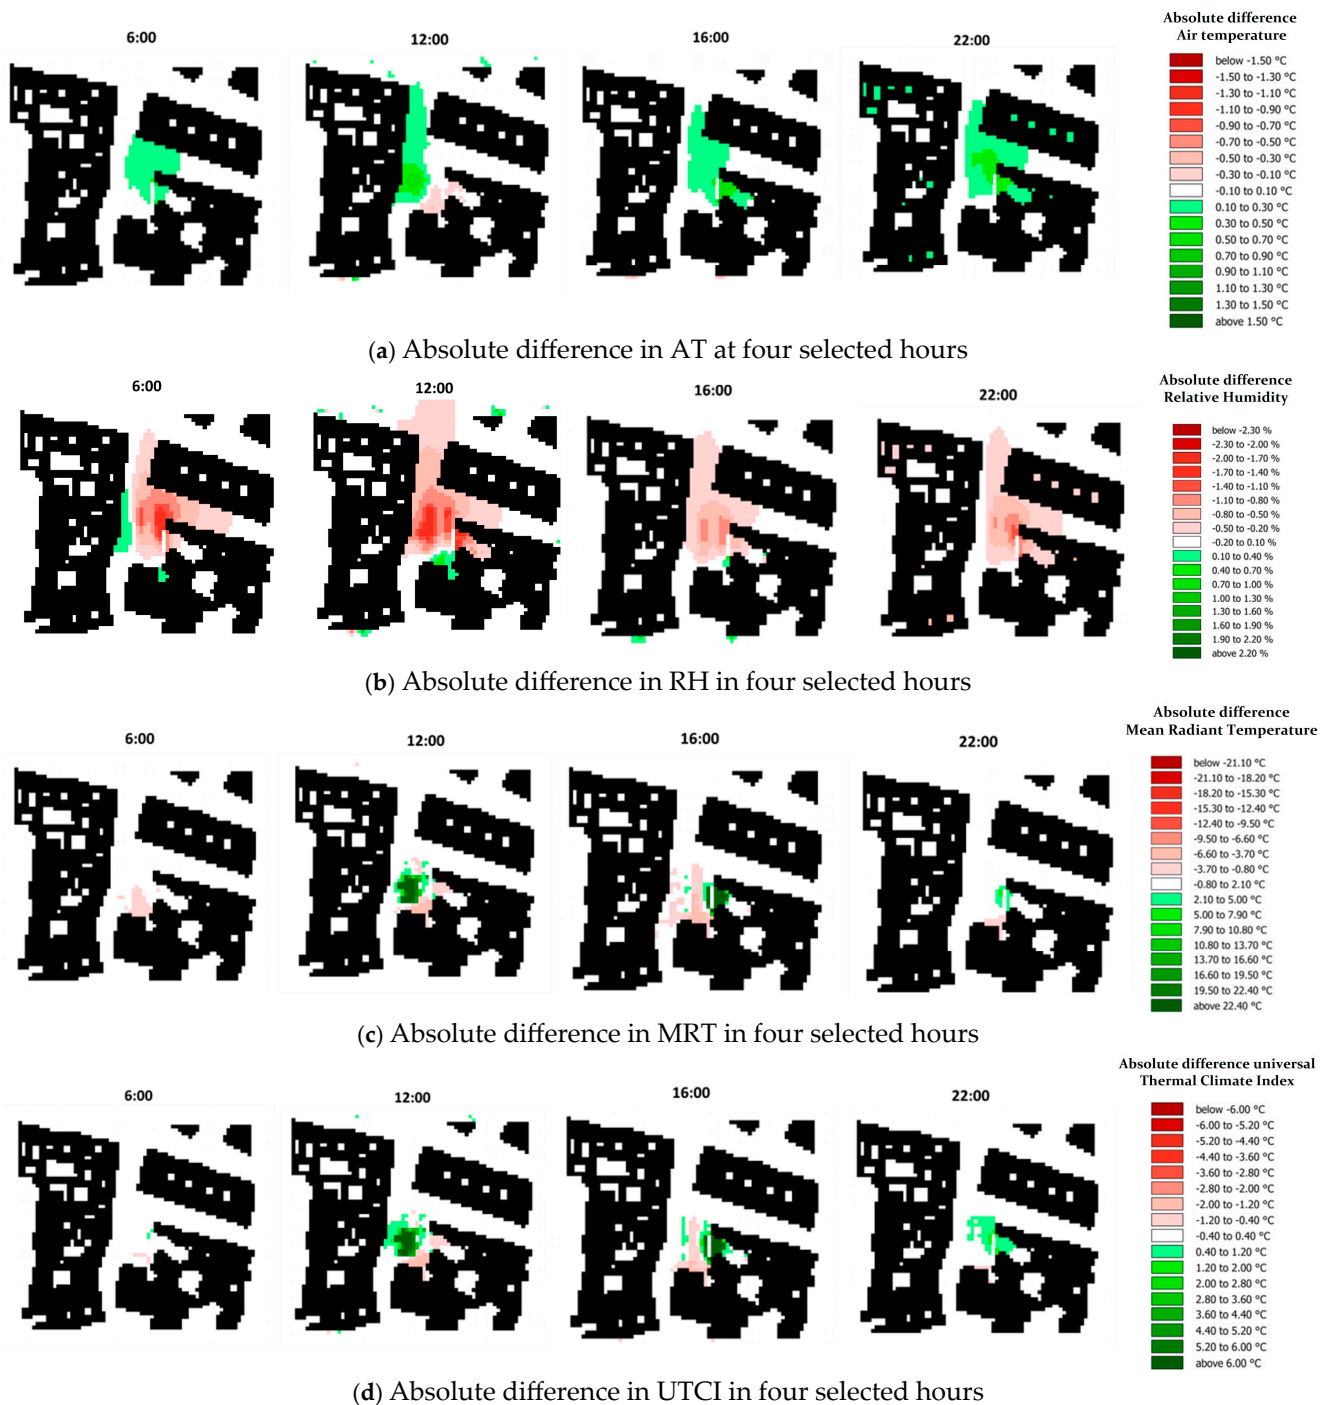 6:00
12:00
16:00
22:00
Absolute difference
Air temperature
below -1.50 °C
-1.50 to -1.30 °C
-1.30 to -1.10 °C
-1.10 to -0.90 °C
-0.90 to -0.70 °C
-0.70 to -0.50 °C
-0.50 to -0.30 °C
-0.30 to -0.10 °C
-0.10 to 0.10 °C
0.10 to 0.30 °C
0.30 to 0.50 °C
0.50 to 0.70 °C
0.70 to 0.90 °C
0.90 to 1.10 °C
1.10 to 1.30 °C
1.30 to 1.50 °C
above 1.50 °C
(a) Absolute difference in AT at four selected hours
6:00
12:00
16:00
22:00
Absolute difference
Relative Humidity
below -2.30 %
-2.30 to -2.00 %
-2.00 to -1.70 %
-1.70 to -1.40 %
-1.40 to -1.10 %
-1.10 to -0.80 %
-0.80 to -0.50 %
-0.50 to -0.20 %
-0.20 to 0.10 %
0.10 to 0.40 %
0.40 to 0.70 %
0.70 to 1.00 %
1.00 to 1.30 %
1.30 to 1.60 %
1.60 to 1.90 %
1.90 to 2.20 %
above 2.20 %
(b) Absolute difference in RH in four selected hours
6:00
12:00
16:00
22:00
Absolute difference
Mean Radiant Temperature
below -21.10 °C
-21.10 to -18.20 °C
-18.20 to -15.30 °C
-15.30 to -12.40 °C
-12.40 to -9.50 °C
-9.50 to -6.60 °C
-6.60 to -3.70 °C
-3.70 to -0.80 °C
-0.80 to 2.10 °C
2.10 to 5.00 °C
5.00 to 7.90 °C
7.90 to 10.80 °C
10.80 to 13.70 °C
13.70 to 16.60 °C
16.60 to 19.50 °C
19.50 to 22.40 °C
above 22.40 °C
(c) Absolute difference in MRT in four selected hours
6:00
12:00
16:00
22:00
Absolute difference universal
Thermal Climate Index
below -6.00 °C
-6.00 to -5.20 °C
-5.20 to -4.40 °C
-4.40 to -3.60 °C
-3.60 to -2.80 °C
-2.80 to -2.00 °C
-2.00 to -1.20 °C
-1.20 to -0.40 °C
-0.40 to 0.40 °C
0.40 to 1.20 °C
1.20 to 2.00 °C
2.00 to 2.80 °C
2.80 to 3.60 °C
3.60 to 4.40 °C
4.40 to 5.20 °C
5.20 to 6.00 °C
above 6.00 °C
(d) Absolute difference in UTCI in four selected hours